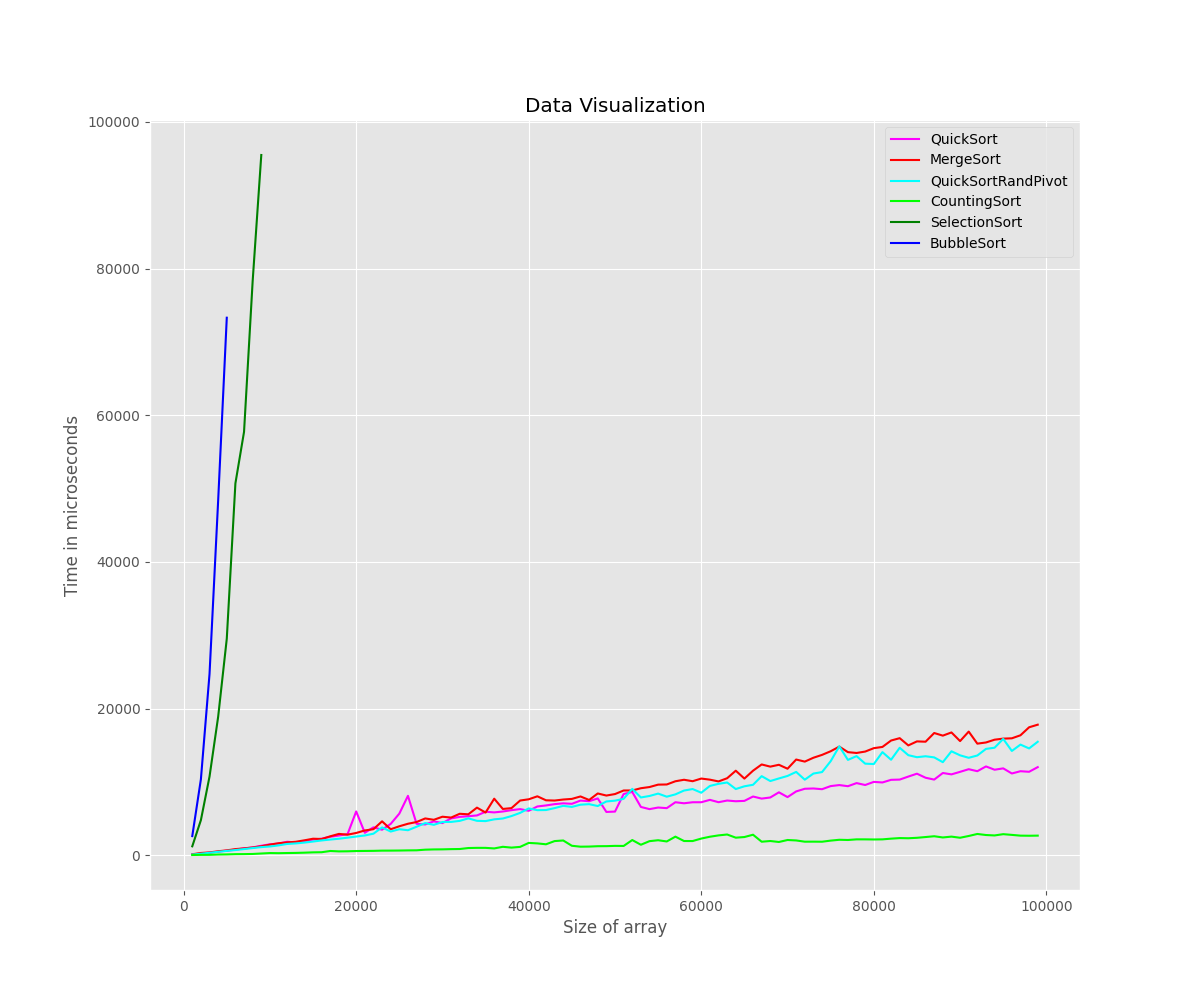 Data Visualization
100000
80000
60000
40000
20000
0
Time in microseconds
QuickSort
MergeSort
QuickSortRandPivot
CountingSort
SelectionSort
BubbleSort
0 20000 40000 60000 80000 100000
Size of array